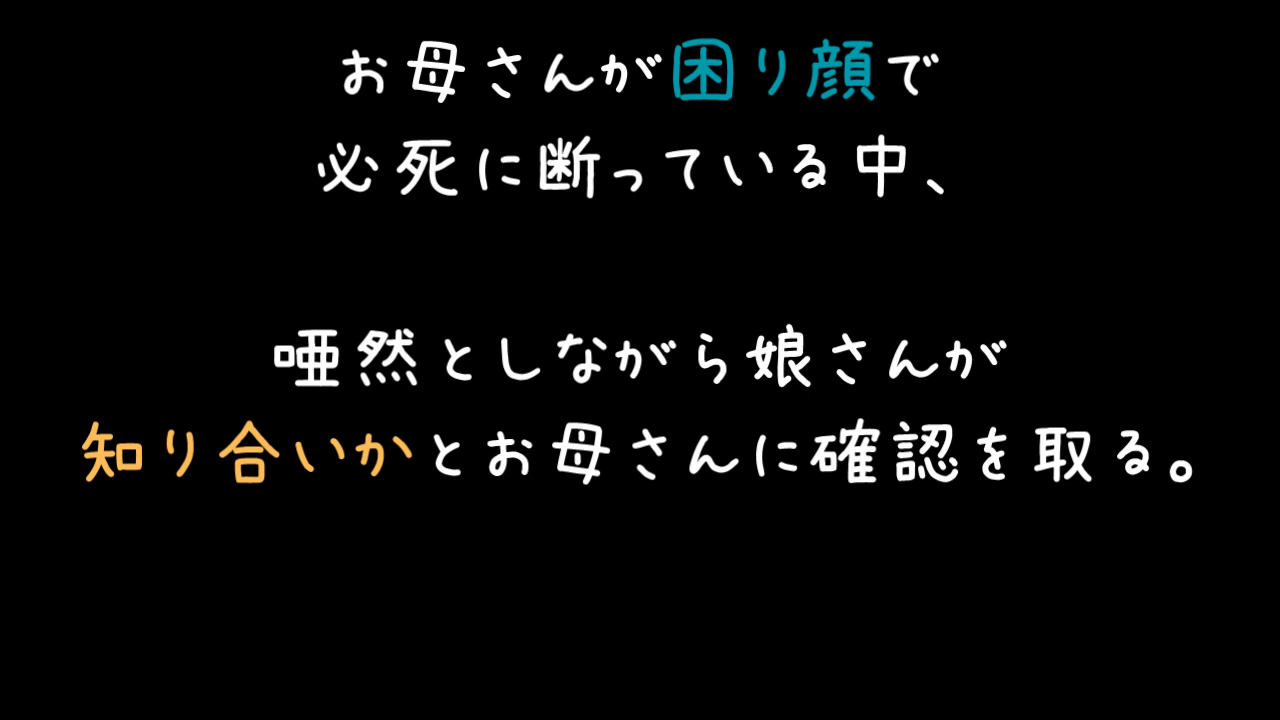 お母さんが困り顔で
必死に断っている中、
唖然としながら娘さんが
知り合いかとお母さんに確認を取る。